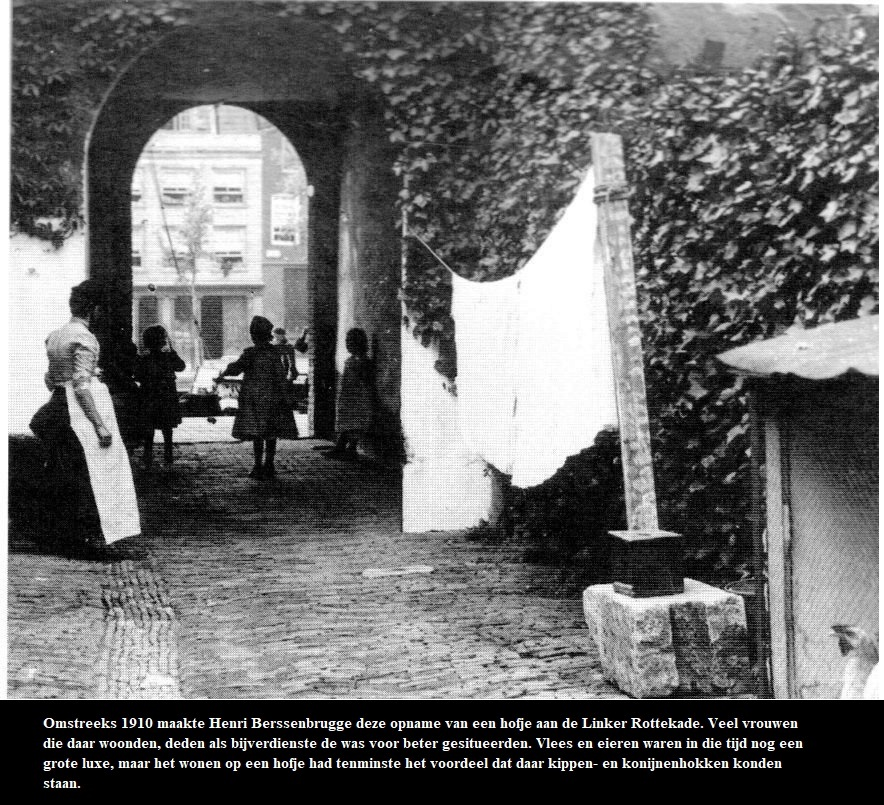 Omstreeks 1910 maakte Henri Berssenbrugge deze opname van een hofje aan de Linker Rottekade. Veel vrouwen
die daar woonden, deden als bijverdienste de was voor beter gesitueerden. Vlees en eieren waren in die tijd nog een
grote luxe, maar het wonen op een hofje had tenminste het voordeel dat daar kippen- en konijnenhokken konden
staan.